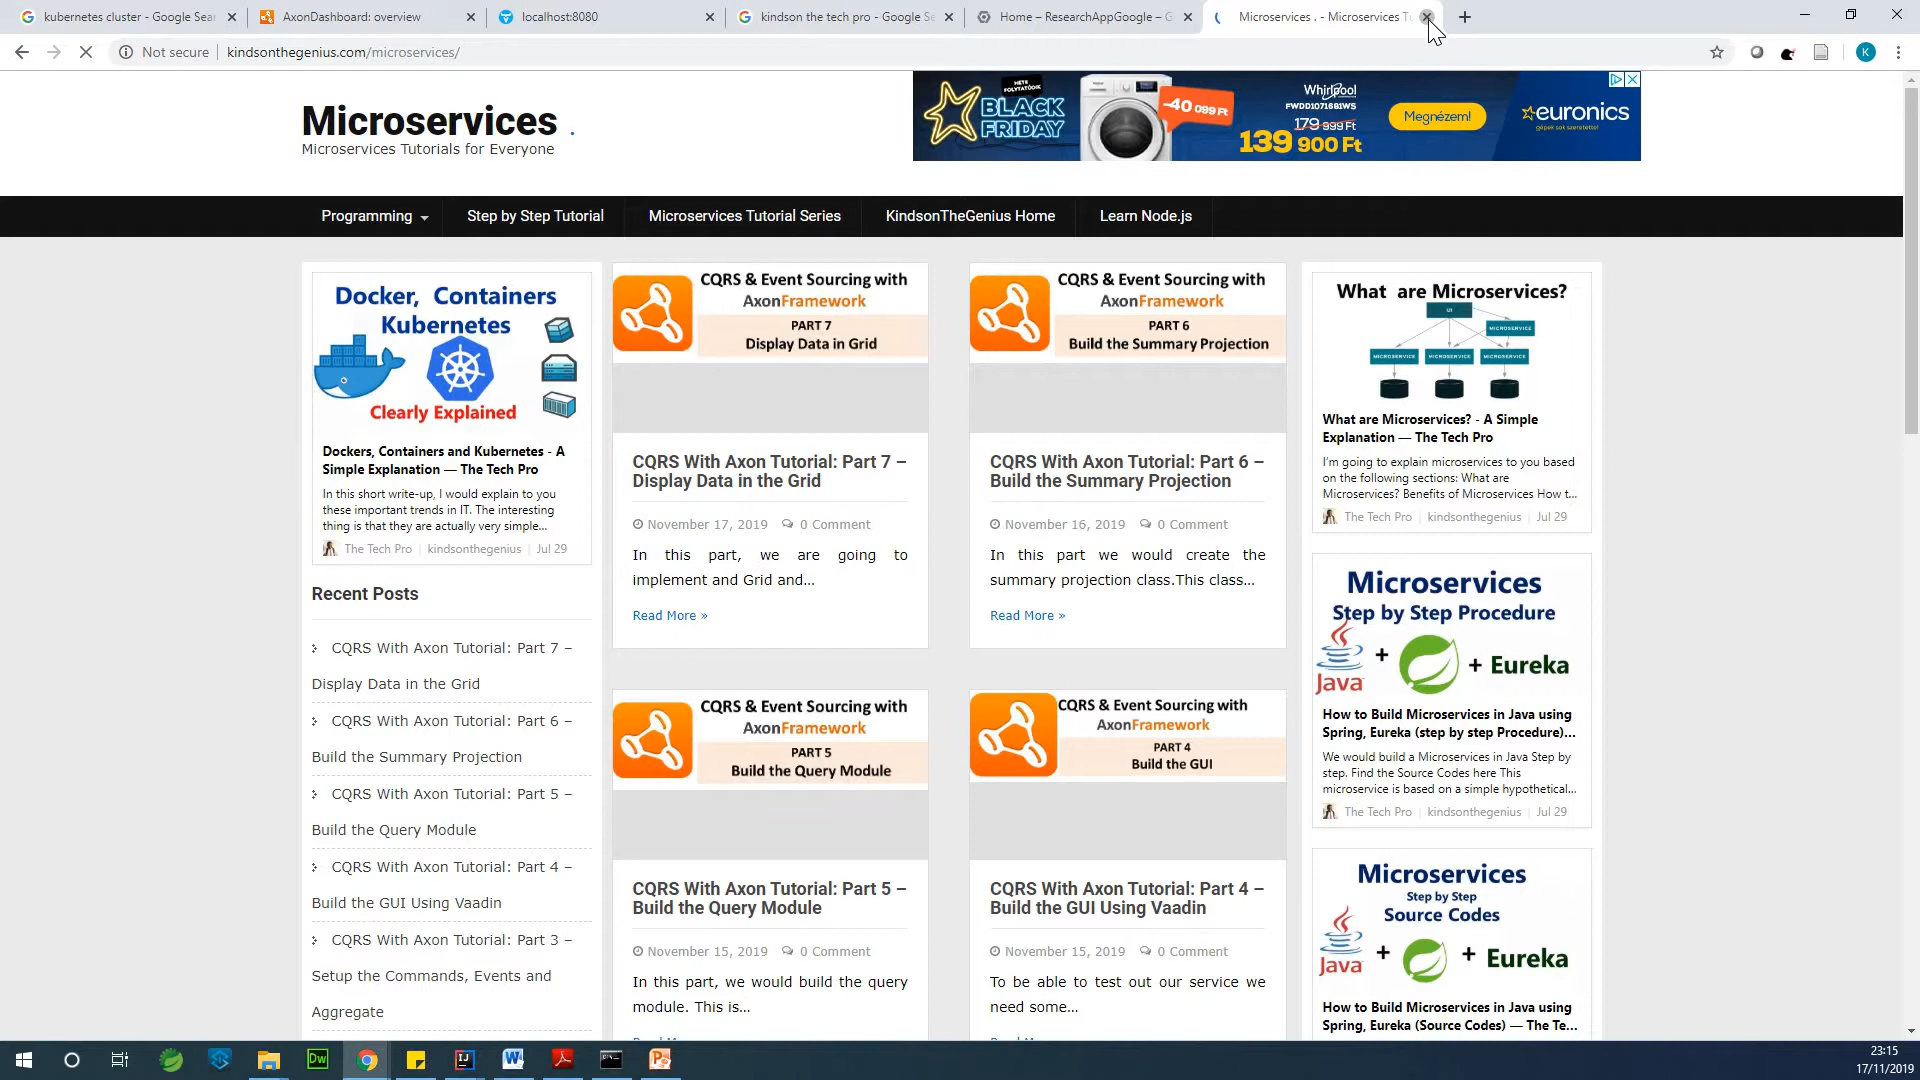 kubernetes cluster - Google Sear
AxonDashboard: overview
localhost:8080
kindson the tech pro - Google Se
Home – ResearchAppGoogle – G
Microservices . - Microservices Tu
Not secure
kindsonthegenius.com/microservices/
K
Microservices .
Microservices Tutorials for Everyone
BLACK
FRIDAY
-40 099 Ft
Whirlpool
FWDD1071681WS
179 999 Ft
139 900 Ft
Megnézem!
euronics
gépek sok szeretettel!
Programming
Step by Step Tutorial
Microservices Tutorial Series
KindsonTheGenius Home
Learn Node.js
Docker, Containers
Kubernetes
Clearly Explained
Dockers, Containers and Kubernetes - A
Simple Explanation — The Tech Pro
In this short write-up, I would explain to you
these important trends in IT. The interesting
thing is that they are actually very simple...
The Tech Pro | kindsonthegenius | Jul 29
Recent Posts
CQRS With Axon Tutorial: Part 7 –
Display Data in the Grid
CQRS With Axon Tutorial: Part 6 –
Build the Summary Projection
CQRS With Axon Tutorial: Part 5 –
Build the Query Module
CQRS With Axon Tutorial: Part 4 –
Build the GUI Using Vaadin
CQRS With Axon Tutorial: Part 3 –
Setup the Commands, Events and
Aggregate
CQRS & Event Sourcing with
AxonFramework
PART 7
Display Data in Grid
CQRS With Axon Tutorial: Part 7 –
Display Data in the Grid
November 17, 2019
0 Comment
In this part, we are going to
implement and Grid and...
Read More »
CQRS & Event Sourcing with
AxonFramework
PART 6
Build the Summary Projection
CQRS With Axon Tutorial: Part 6 –
Build the Summary Projection
November 16, 2019
0 Comment
In this part we would create the
summary projection class.This class...
Read More »
CQRS & Event Sourcing with
AxonFramework
PART 5
Build the Query Module
CQRS With Axon Tutorial: Part 5 –
Build the Query Module
November 15, 2019
0 Comment
In this part, we would build the query
module. This is...
CQRS & Event Sourcing with
AxonFramework
PART 4
Build the GUI
CQRS With Axon Tutorial: Part 4 –
Build the GUI Using Vaadin
November 15, 2019
0 Comment
To be able to test out our service we
need some...
What are Microservices?
UI
MICROSERVICE
MICROSERVICE
MICROSERVICE
MICROSERVICE
What are Microservices? - A Simple
Explanation — The Tech Pro
I'm going to explain microservices to you based
on the following sections: What are
Microservices? Benefits of Microservices How t...
The Tech Pro | kindsonthegenius | Jul 29
Microservices
Step by Step Procedure
Java + + Eureka
How to Build Microservices in Java using
Spring, Eureka (step by step Procedure)...
We would build a Microservices in Java Step by
step. Find the Source Codes here This
microservice is based on a simple hypothetical...
The Tech Pro | kindsonthegenius | Jul 29
Microservices
Step by Step
Source Codes
Java + + Eureka
How to Build Microservices in Java using
Spring, Eureka (Source Codes) — The Te...
Dw
23:15
17/11/2019